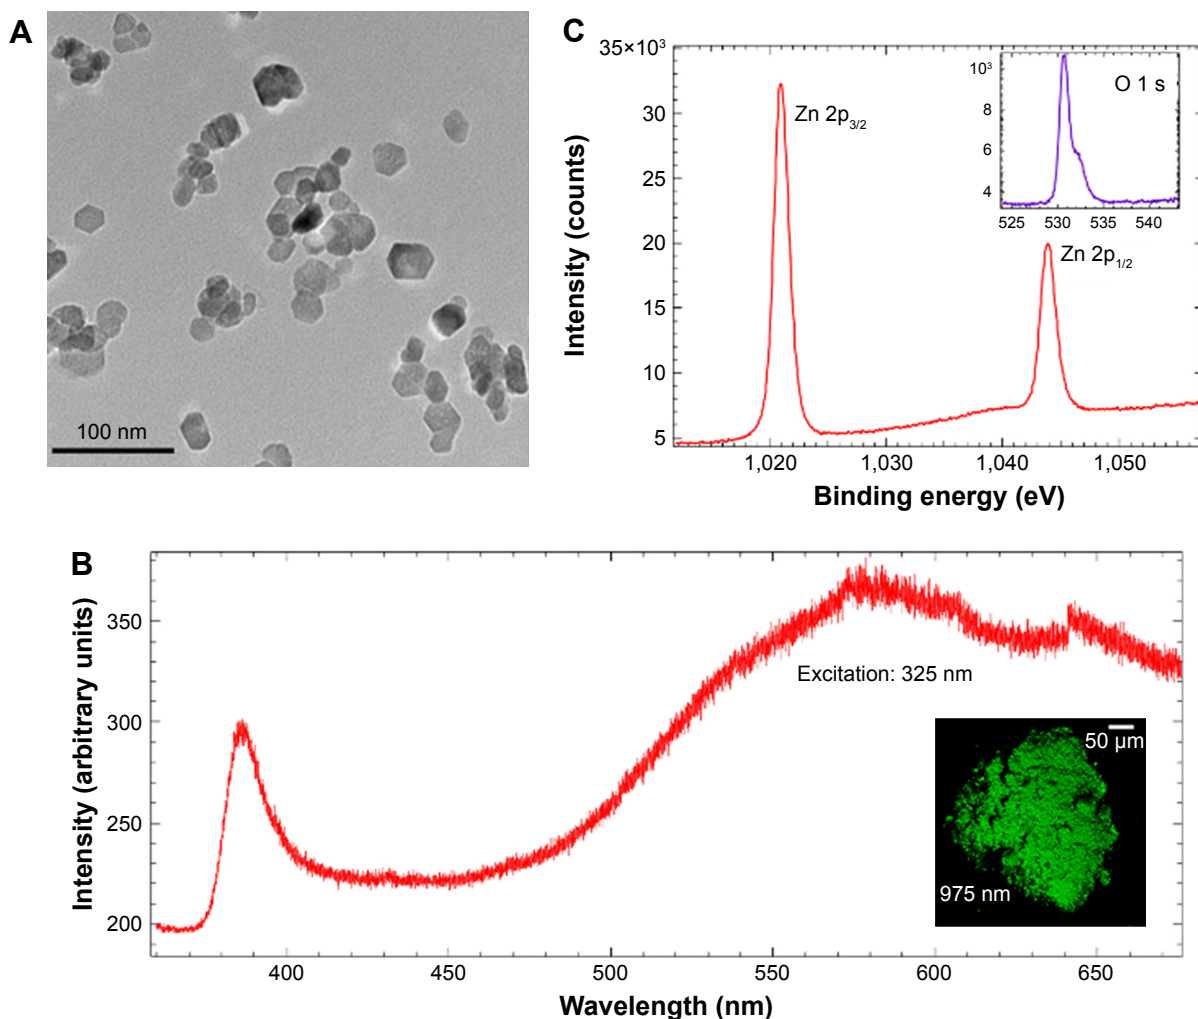 A
100 nm
C
35×10³
30
25
20
15
10
5
Intensity (counts)
Zn 2p3/2
Zn 2p1/2
1,020
1,030
1,040
1,050
Binding energy (eV)
10³
8
6
4
O 1 s
525
530
535
540
B
350
300
250
200
Intensity (arbitrary units)
Excitation: 325 nm
50 µm
975 nm
400
450
500
550
600
650
Wavelength (nm)